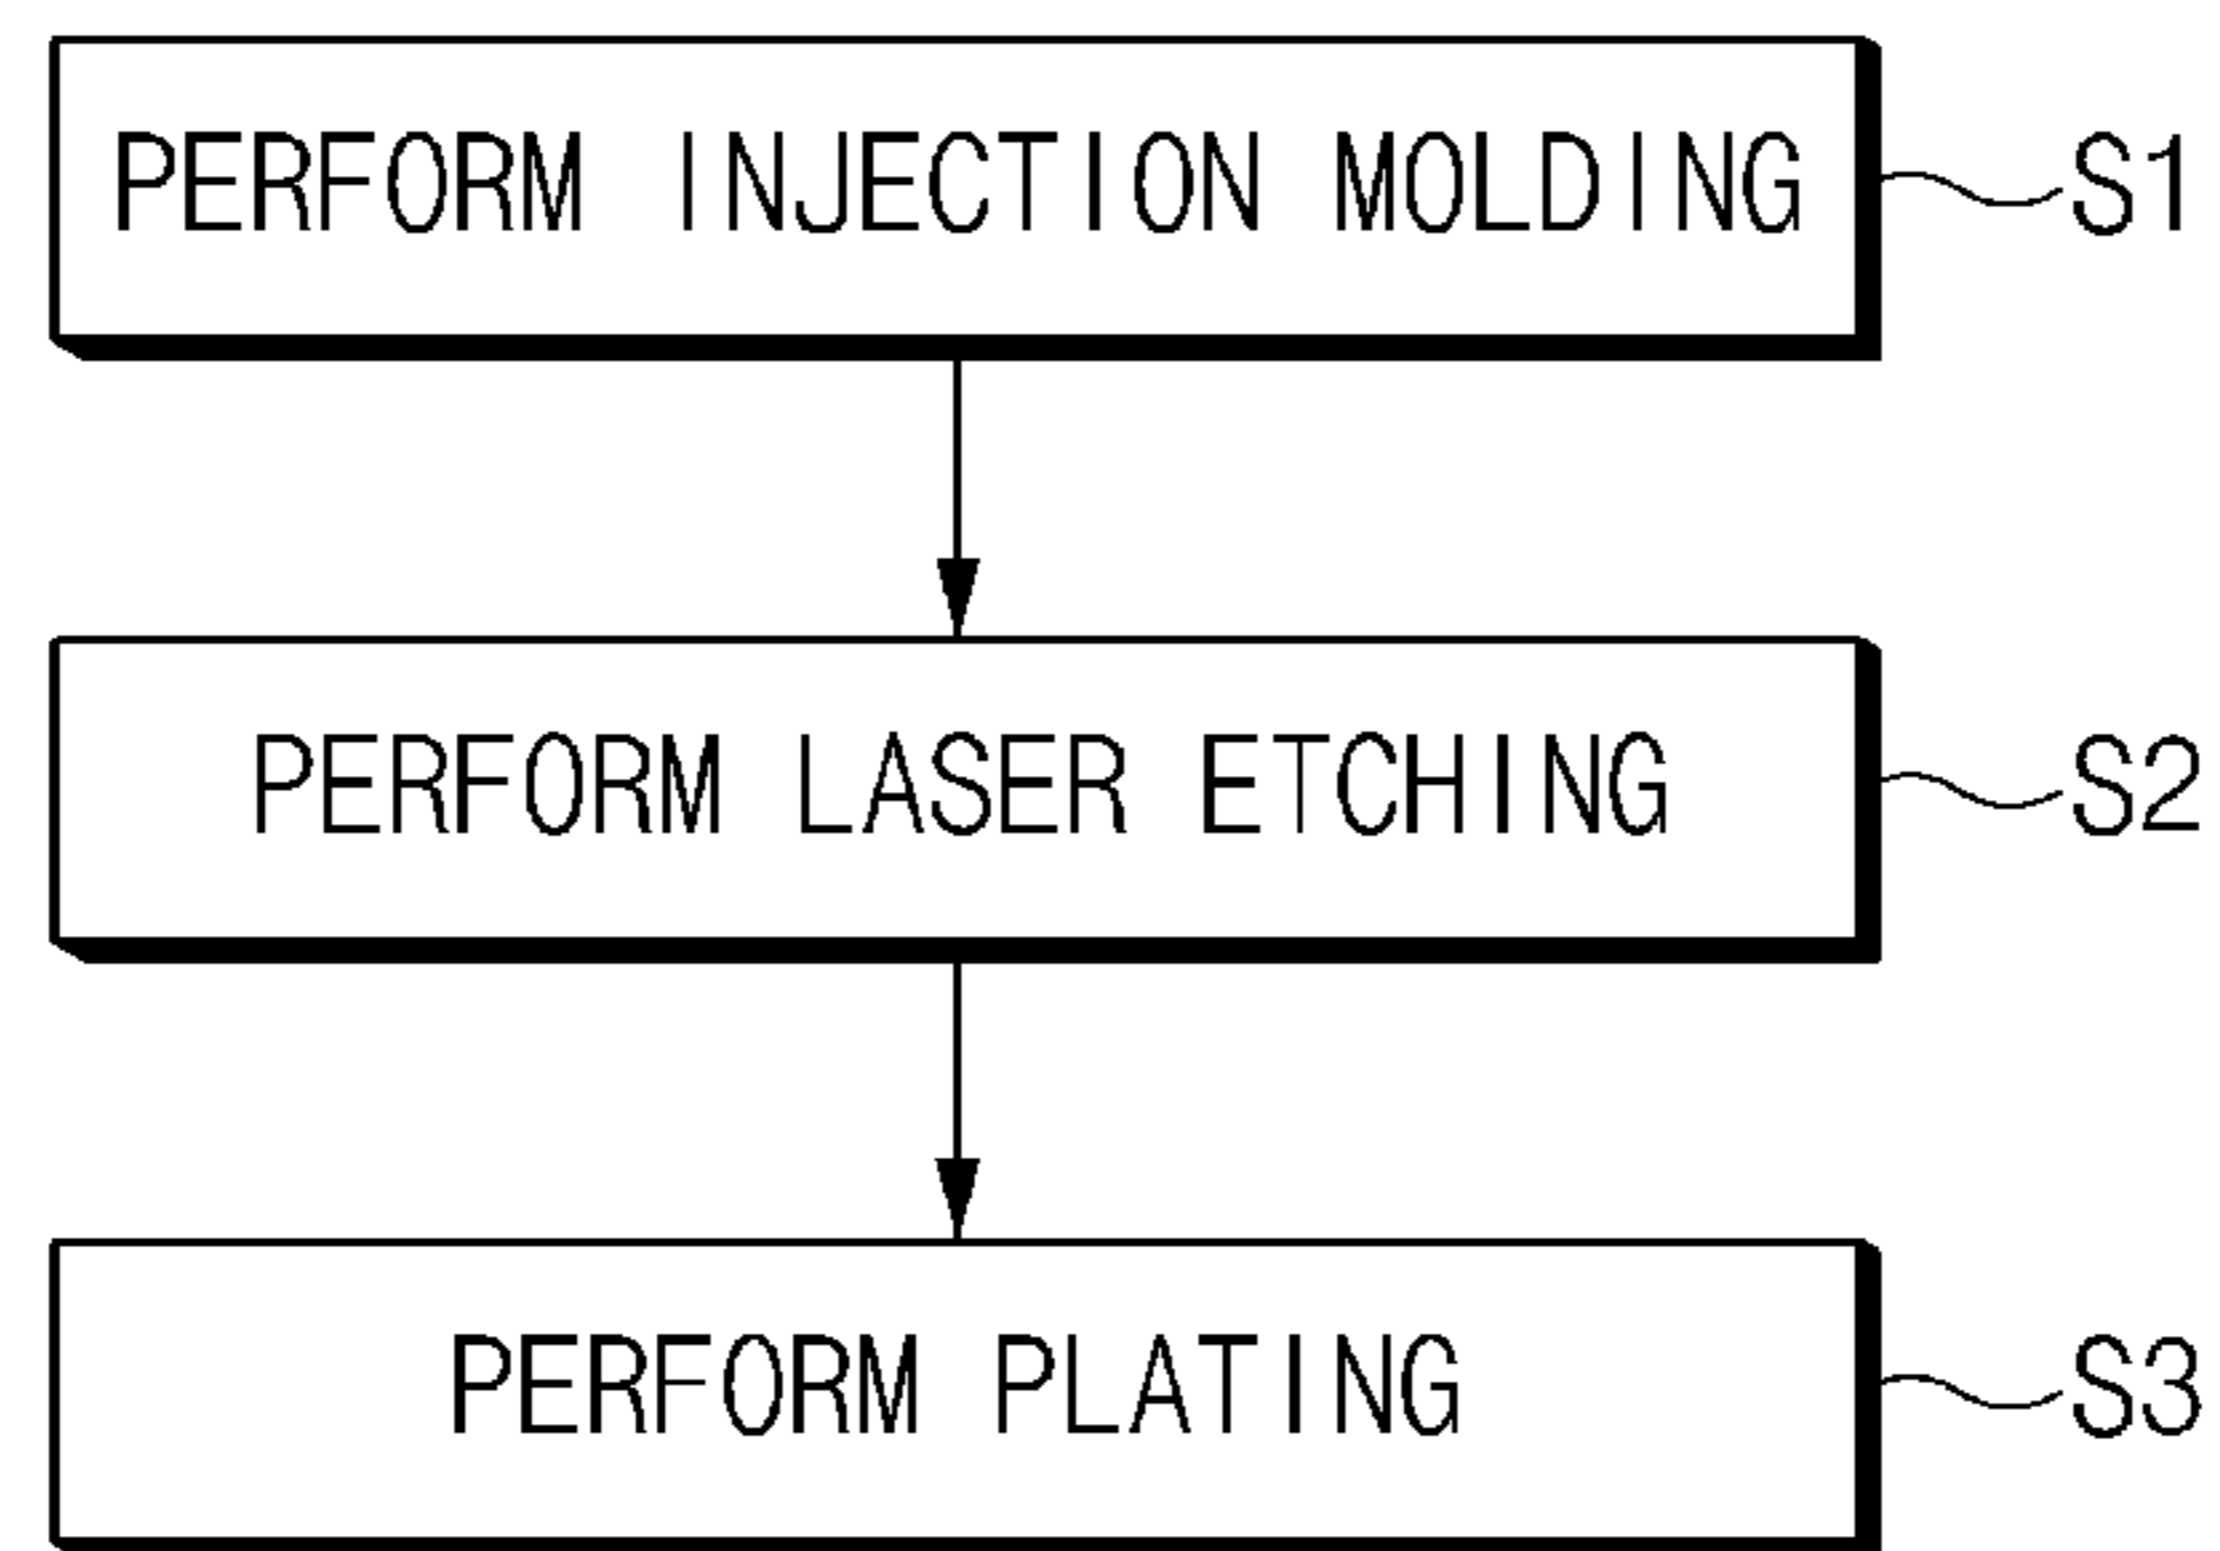 PERFORM INJECTION MOLDING S1
PERFORM LASER ETCHING S2
PERFORM PLATING S3